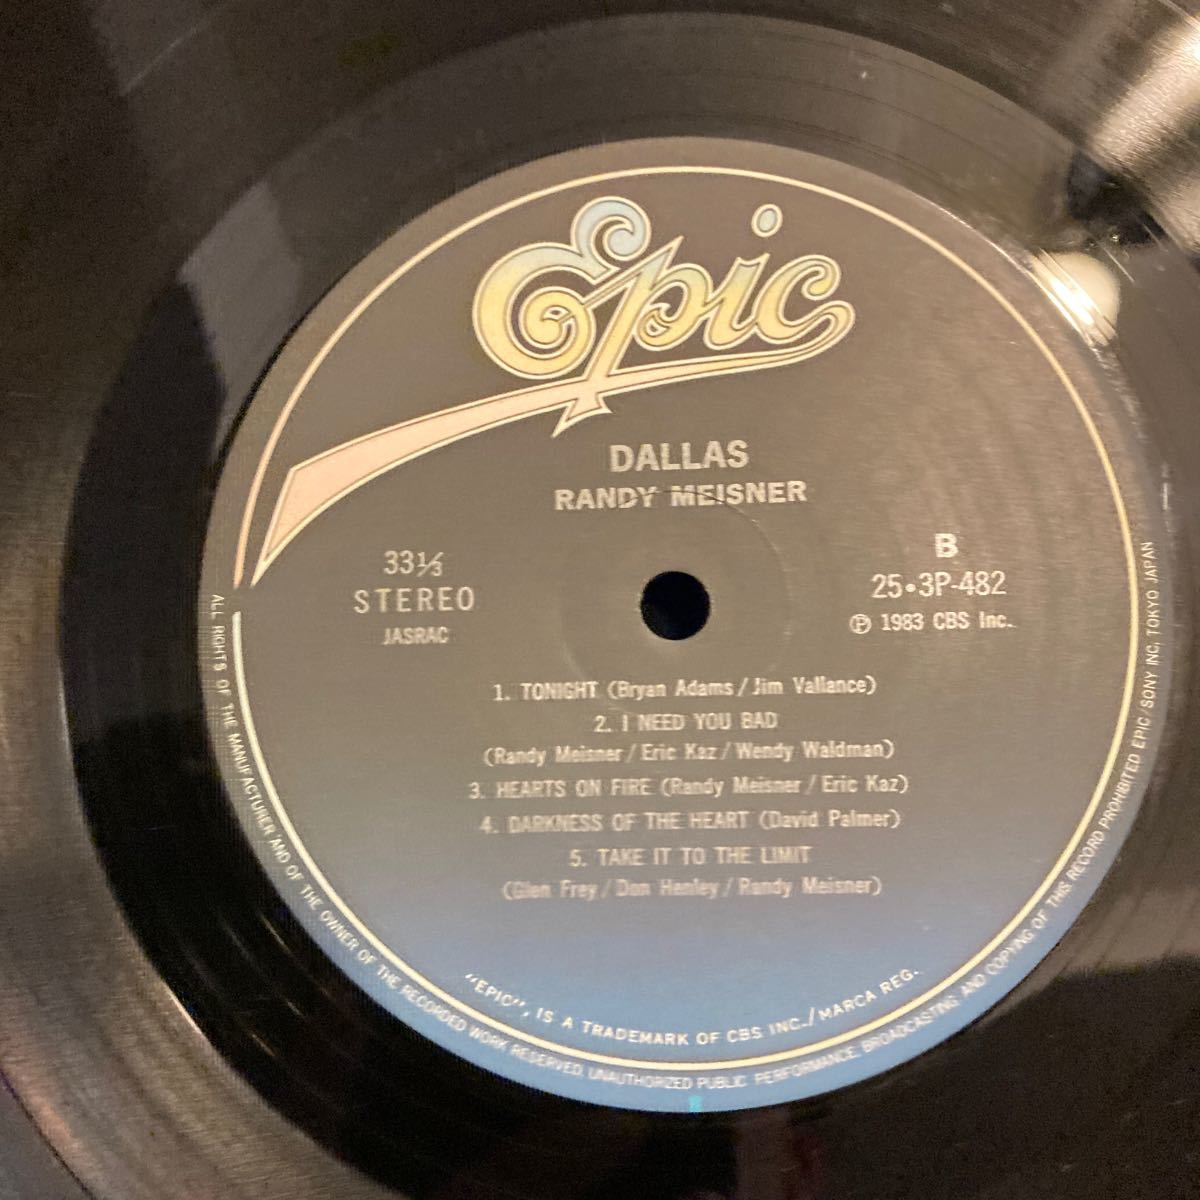 Epic
DALLAS
RANDY MEISNER
33⅓
STEREO
JASRAC
B
25•3P-482
Ⓟ 1983 CBS Inc.
1. TONIGHT (Bryan Adams/Jim Vallance)
2. I NEED YOU BAD
(Randy Meisner/Eric Kaz/Wendy Waldman)
3. HEARTS ON FIRE (Randy Meisner/Eric Kaz)
4. DARKNESS OF THE HEART (David Palmer)
5. TAKE IT TO THE LIMIT
(Glen Frey/Don Henley/Randy Meisner)
"EPIC", IS A TRADEMARK OF CBS INC./MARCA REG.
ALL RIGHTS OF THE MANUFACTURER AND OF THE OWNER OF THE RECORDED WORK RESERVED. UNAUTHORIZED PUBLIC PERFORMANCE, BROADCASTING AND COPYING OF THIS RECORD PROHIBITED EPIC/SONY INC. TOKYO JAPAN